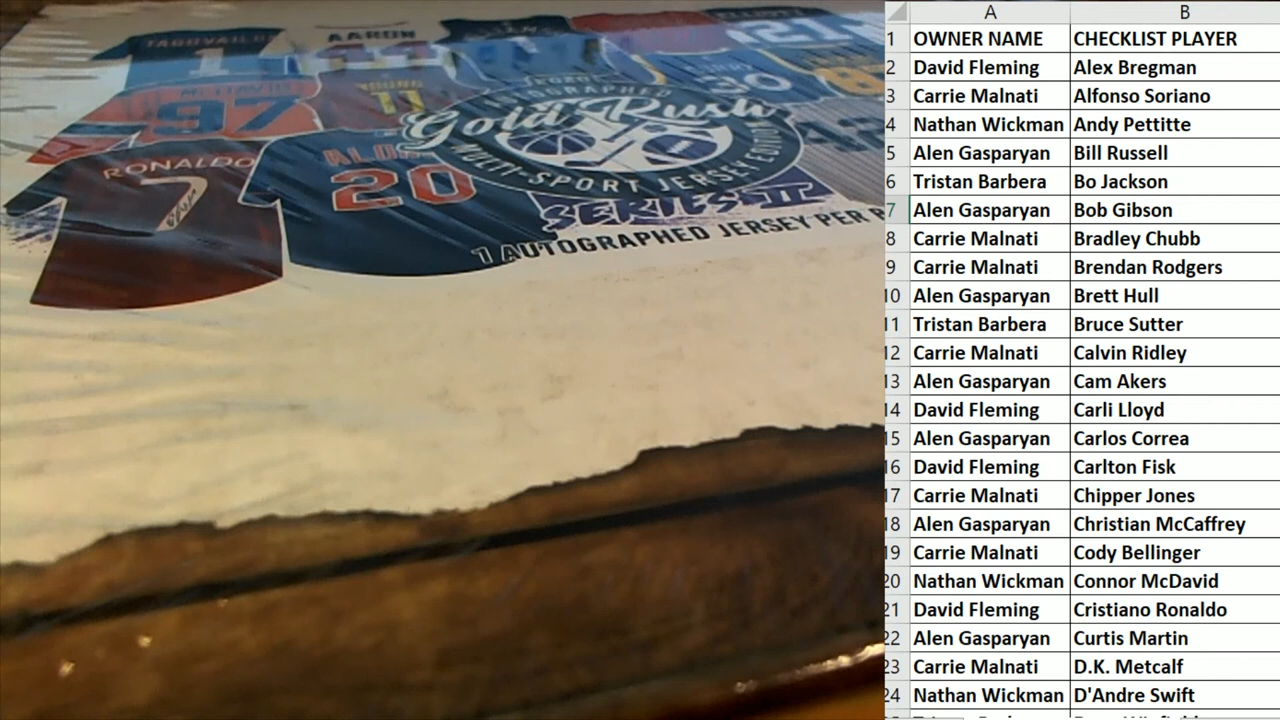 AARON
97
YOUNG
11
30
RONALDO
7
20
AUTOGRAPHED
Gold Rush
MULTI-SPORT JERSEY EDITION
SERIES II
1 AUTOGRAPHED JERSEY PER
A B
1 OWNER NAME CHECKLIST PLAYER
2 David Fleming Alex Bregman
3 Carrie Malnati Alfonso Soriano
4 Nathan Wickman Andy Pettitte
5 Alen Gasparyan Bill Russell
6 Tristan Barbera Bo Jackson
7 Alen Gasparyan Bob Gibson
8 Carrie Malnati Bradley Chubb
9 Carrie Malnati Brendan Rodgers
10 Alen Gasparyan Brett Hull
11 Tristan Barbera Bruce Sutter
12 Carrie Malnati Calvin Ridley
13 Alen Gasparyan Cam Akers
14 David Fleming Carli Lloyd
15 Alen Gasparyan Carlos Correa
16 David Fleming Carlton Fisk
17 Carrie Malnati Chipper Jones
18 Alen Gasparyan Christian McCaffrey
19 Carrie Malnati Cody Bellinger
20 Nathan Wickman Connor McDavid
21 David Fleming Cristiano Ronaldo
22 Alen Gasparyan Curtis Martin
23 Carrie Malnati D.K. Metcalf
24 Nathan Wickman D'Andre Swift